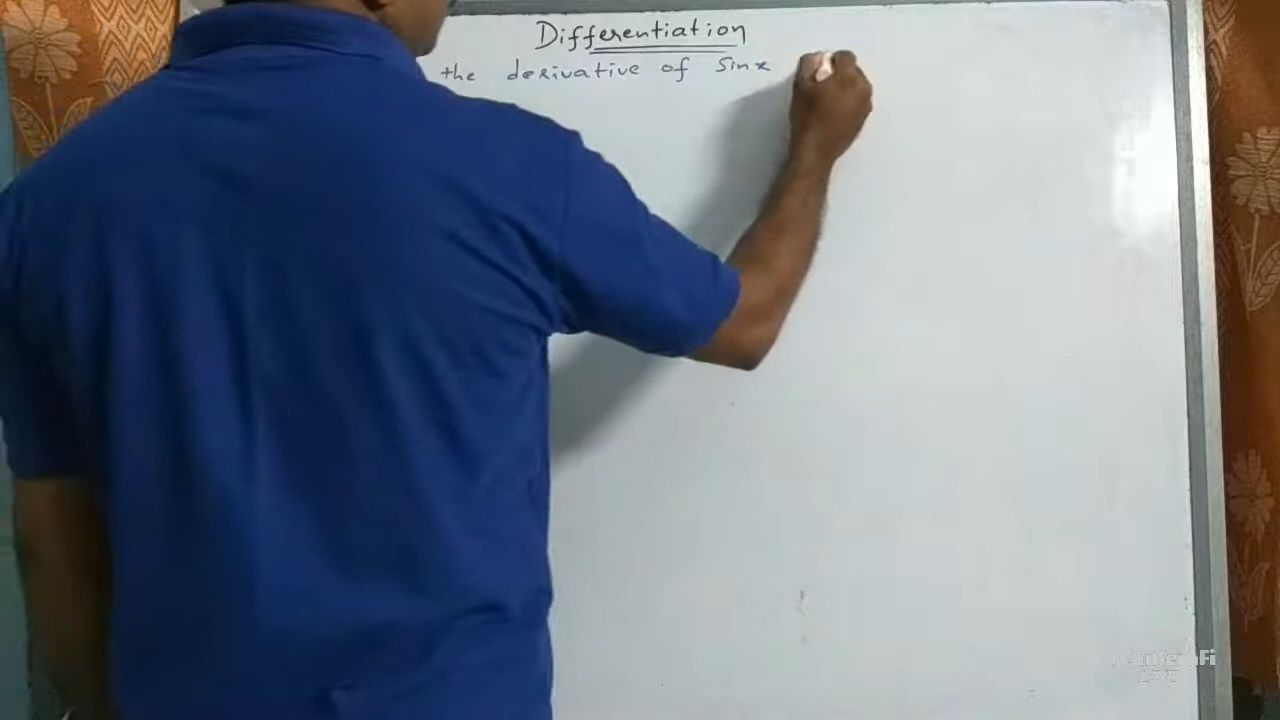 Differentiation
the derivative of Sinx